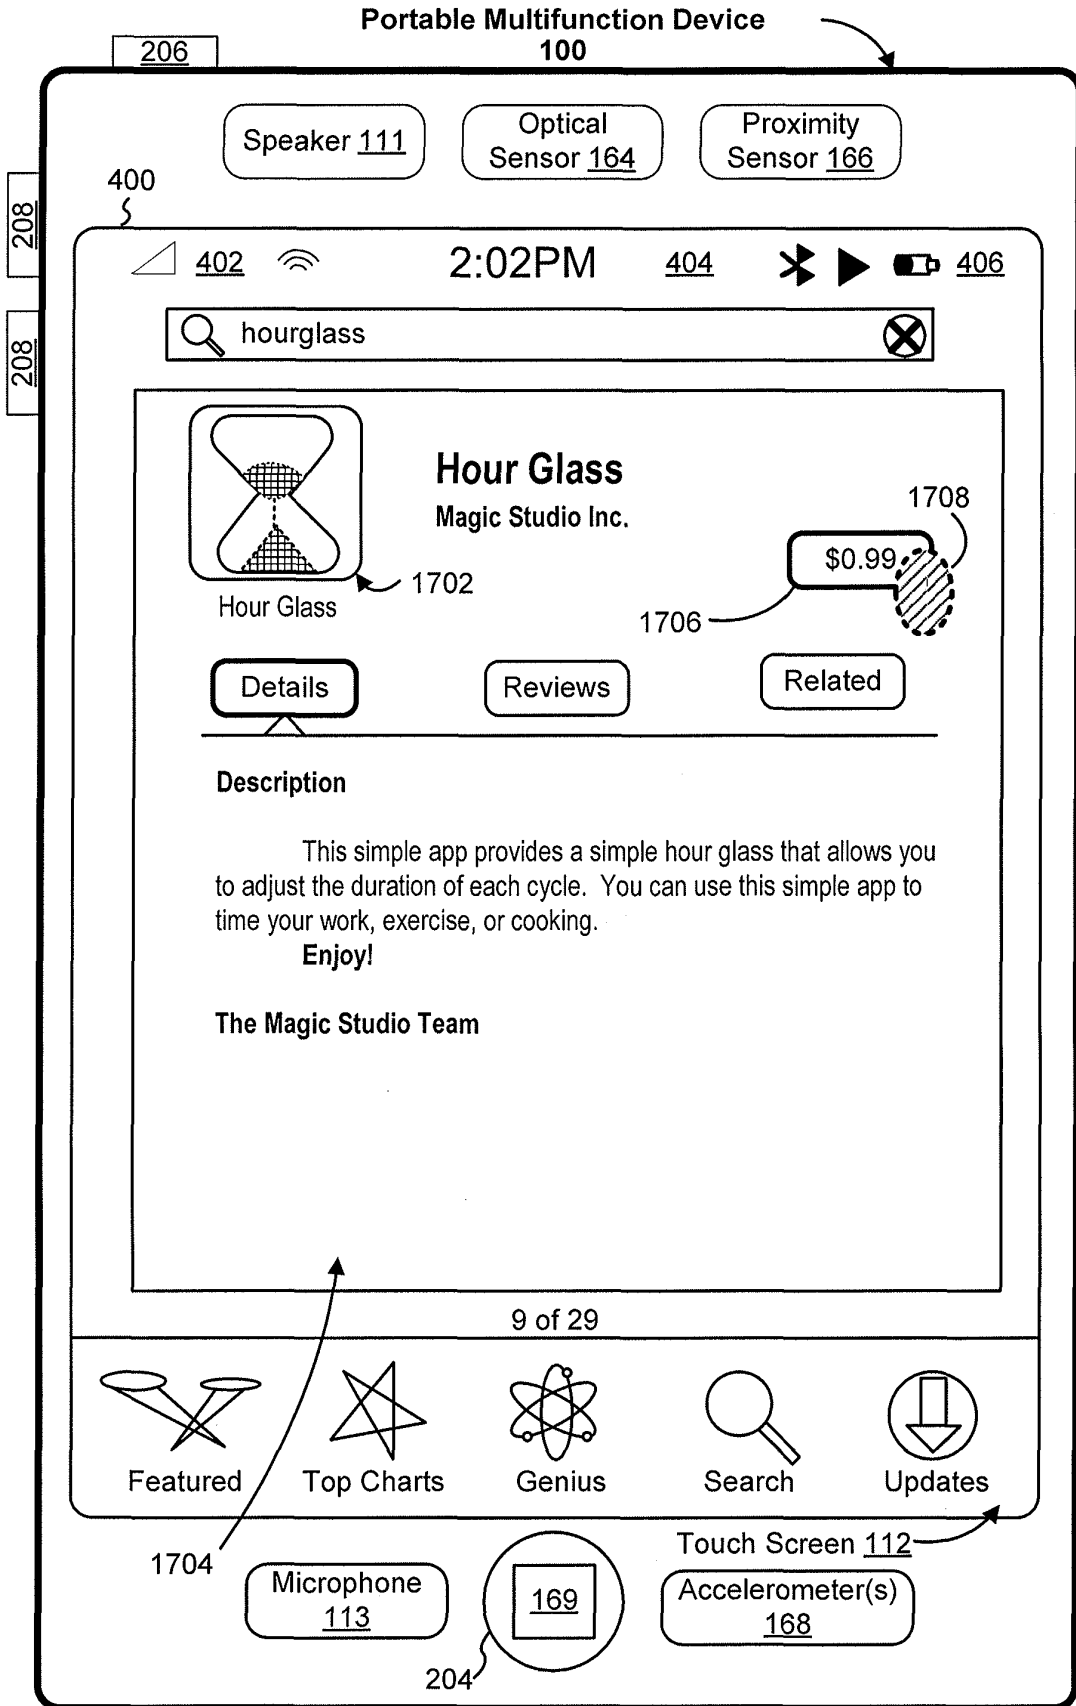 Portable Multifunction Device
100
206
Speaker 111
Optical
Sensor 164
Proximity
Sensor 166
400
208
208
402
2:02PM
404
406
hourglass
Hour Glass
Magic Studio Inc.
1708
$0.99
1702
Hour Glass
1706
Details
Reviews
Related
Description
This simple app provides a simple hour glass that allows you
to adjust the duration of each cycle. You can use this simple app to
time your work, exercise, or cooking.
Enjoy!
The Magic Studio Team
9 of 29
Featured
Top Charts
Genius
Search
Updates
1704
Touch Screen 112
Microphone
113
169
Accelerometer(s)
168
204